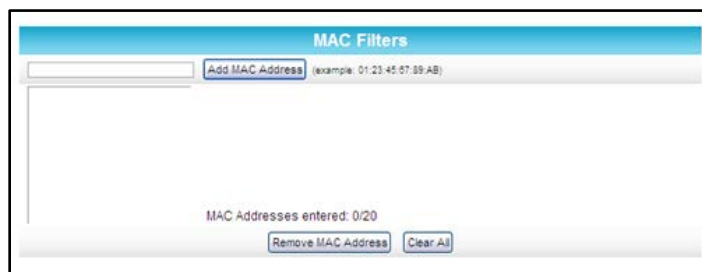 MAC Filters
Add MAC Address (example: 01:23:45:67:89:AB)
MAC Addresses entered: 0/20
Remove MAC Address Clear All